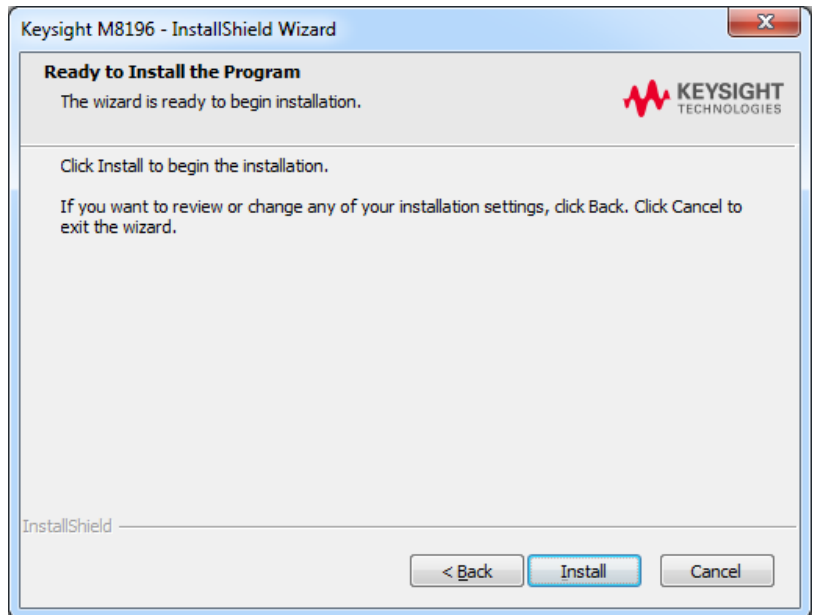 Keysight M8196 - InstallShield Wizard
Ready to Install the Program
The wizard is ready to begin installation.
KEYSIGHT
TECHNOLOGIES
Click Install to begin the installation.
If you want to review or change any of your installation settings, click Back. Click Cancel to
exit the wizard.
InstallShield
< Back
Install
Cancel